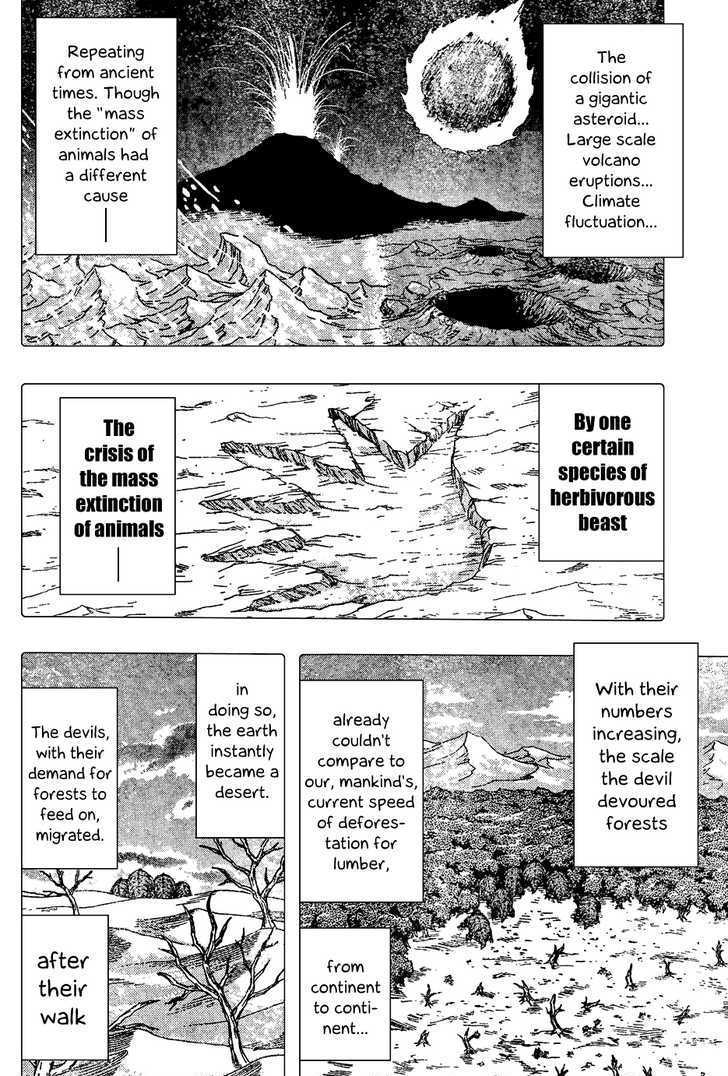 The
collision of
a gigantic
asteroid...
Large scale
volcano
eruptions...
Climate
fluctuation...
Repeating
from ancient
times. Though
the "mass
extinction" of
animals had
a different
cause
By one
certain
species of
herbivorous
beast
The
crisis of
the mass
extinction
of animals
With their
numbers
increasing,
the scale
the devil
devoured
forests
already
couldn't
compare to
our, mankind's,
current speed
of defores-
tation for
lumber,
from
continent
to conti-
nent...
in
doing so,
the earth
instantly
became a
desert.
The devils,
with their
demand for
forests to
feed on,
migrated.
after
their
walk